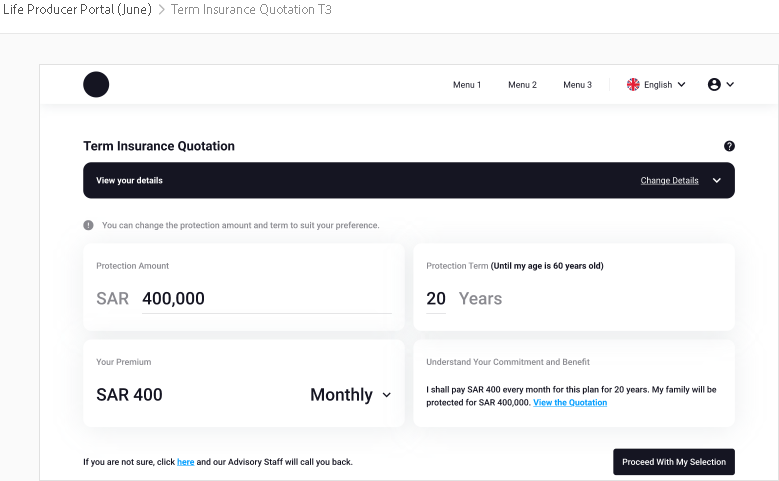 Life Producer Portal (June) > Term Insurance Quotation T3
Menu 1 Menu 2 Menu 3 English
Term Insurance Quotation ?
View your details Change Details
! You can change the protection amount and term to suit your preference.
Protection Amount
SAR 400,000
Protection Term (Until my age is 60 years old)
20 Years
Your Premium
SAR 400 Monthly
Understand Your Commitment and Benefit
I shall pay SAR 400 every month for this plan for 20 years. My family will be
protected for SAR 400,000. View the Quotation
If you are not sure, click here and our Advisory Staff will call you back.
Proceed With My Selection